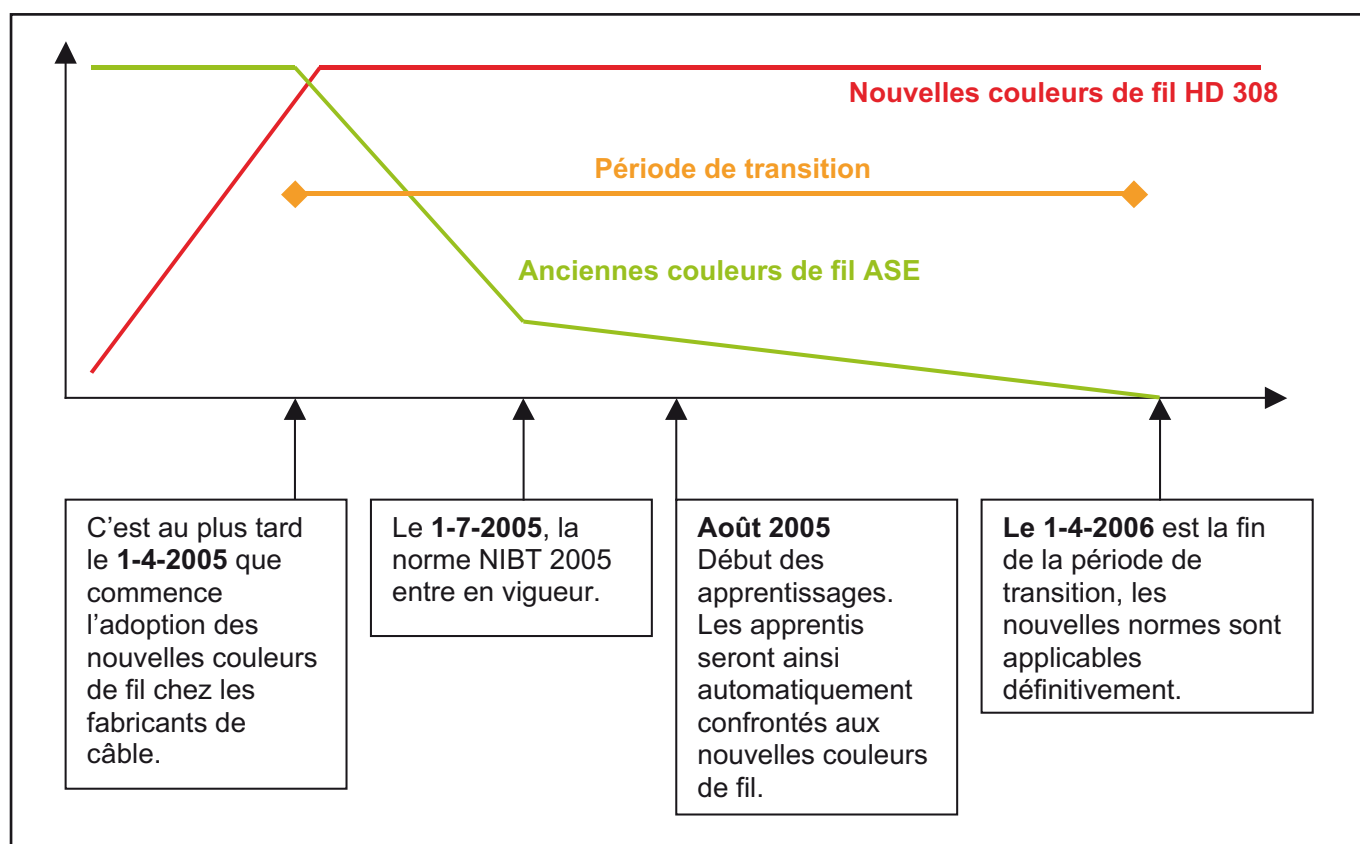 Nouvelles couleurs de fil HD 308
Période de transition
Anciennes couleurs de fil ASE
C'est au plus tard
le 1-4-2005 que
commence
l'adoption des
nouvelles couleurs
de fil chez les
fabricants de
câble.
Le 1-7-2005, la
norme NIBT 2005
entre en vigueur.
Août 2005
Début des
apprentissages.
Les apprentis
seront ainsi
automatiquement
confrontés aux
nouvelles couleurs
de fil.
Le 1-4-2006 est la fin
de la période de
transition, les
nouvelles normes sont
applicables
définitivement.